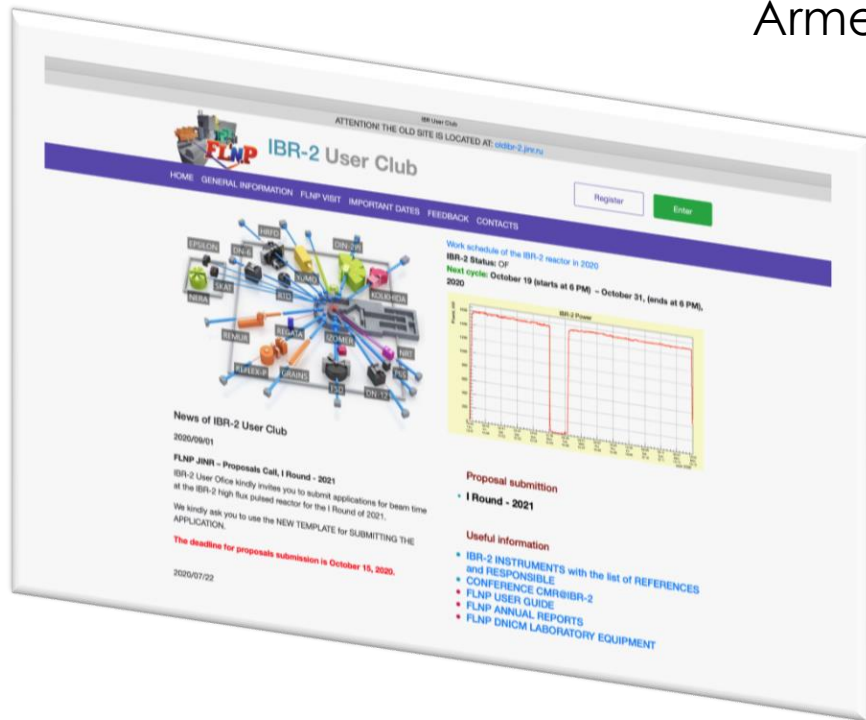 Arme
IBR User Club
ATTENTION! THE OLD SITE IS LOCATED AT: oldibr-2.jinr.ru
FLNP
IBR-2 User Club
Register
Enter
HOME GENERAL INFORMATION FLNP VISIT IMPORTANT DATES FEEDBACK CONTACTS
HRFD
DIN-2W
EPSILON
DN-6
YUMO
SKAT
RTD
KOLKHIDA
NERA
REMUR
REGATA
IZOMER
NRT
REFLEX-P
GRAINS
FSD
DN-12
Work schedule of the IBR-2 reactor in 2020
IBR-2 Status: OF
Next cycle: October 19 (starts at 6 PM) – October 31, (ends at 6 PM),
2020
IBR-2 Power
News of IBR-2 User Club
2020/09/01
FLNP JINR – Proposals Call, I Round - 2021
IBR-2 User Ofice kindly invites you to submit applications for beam time
at the IBR-2 high flux pulsed reactor for the I Round of 2021.
We kindly ask you to use the NEW TEMPLATE for SUBMITTING THE
APPLICATION.
The deadline for proposals submission is October 15, 2020.
2020/07/22
Proposal submittion
• I Round - 2021
Useful information
• IBR-2 INSTRUMENTS with the list of REFERENCES
and RESPONSIBLE
• CONFERENCE CMR@IBR-2
• FLNP USER GUIDE
• FLNP ANNUAL REPORTS
• FLNP DNICM LABORATORY EQUIPMENT